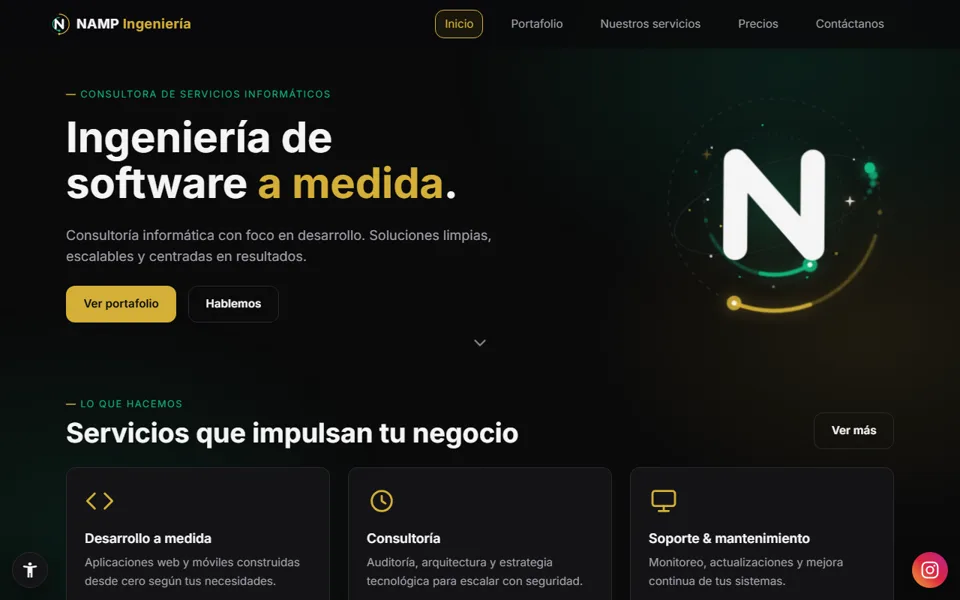 NAMP Ingeniería
Inicio
Portafolio
Nuestros servicios
Precios
Contáctanos
— CONSULTORA DE SERVICIOS INFORMÁTICOS
Ingeniería de
software a medida.
Consultoría informática con foco en desarrollo. Soluciones limpias,
escalables y centradas en resultados.
Ver portafolio
Hablemos
N
— LO QUE HACEMOS
Servicios que impulsan tu negocio
Ver más
Desarrollo a medida
Aplicaciones web y móviles construidas
desde cero según tus necesidades.
Consultoría
Auditoría, arquitectura y estrategia
tecnológica para escalar con seguridad.
Soporte & mantenimiento
Monitoreo, actualizaciones y mejora
continua de tus sistemas.